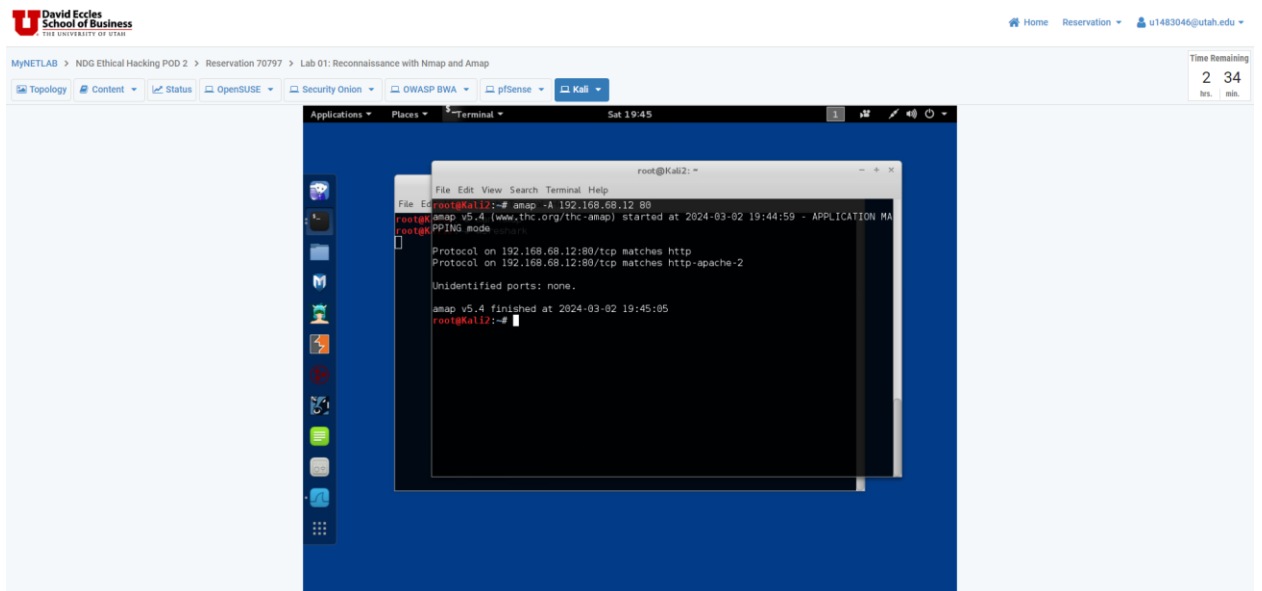 David Eccles
School of Business
THE UNIVERSITY OF UTAH
Home Reservation u1483046@utah.edu
MyNETLAB > NDG Ethical Hacking POD 2 > Reservation 70797 > Lab 01: Reconnaissance with Nmap and Amap
Time Remaining
2 34
hrs. min.
Topology Content Status OpenSUSE Security Onion OWASP BWA pfSense Kali
Applications Places Terminal Sat 19:45 1
root@Kali2: ~
File Edit View Search Terminal Help
File Ed
root@Kali2:~# amap -A 192.168.68.12 80
root@K
amap v5.4 (www.thc.org/thc-amap) started at 2024-03-02 19:44:59 - APPLICATION MA
root@K
PPING mode
Protocol on 192.168.68.12:80/tcp matches http
Protocol on 192.168.68.12:80/tcp matches http-apache-2
Unidentified ports: none.
amap v5.4 finished at 2024-03-02 19:45:05
root@Kali2:~#